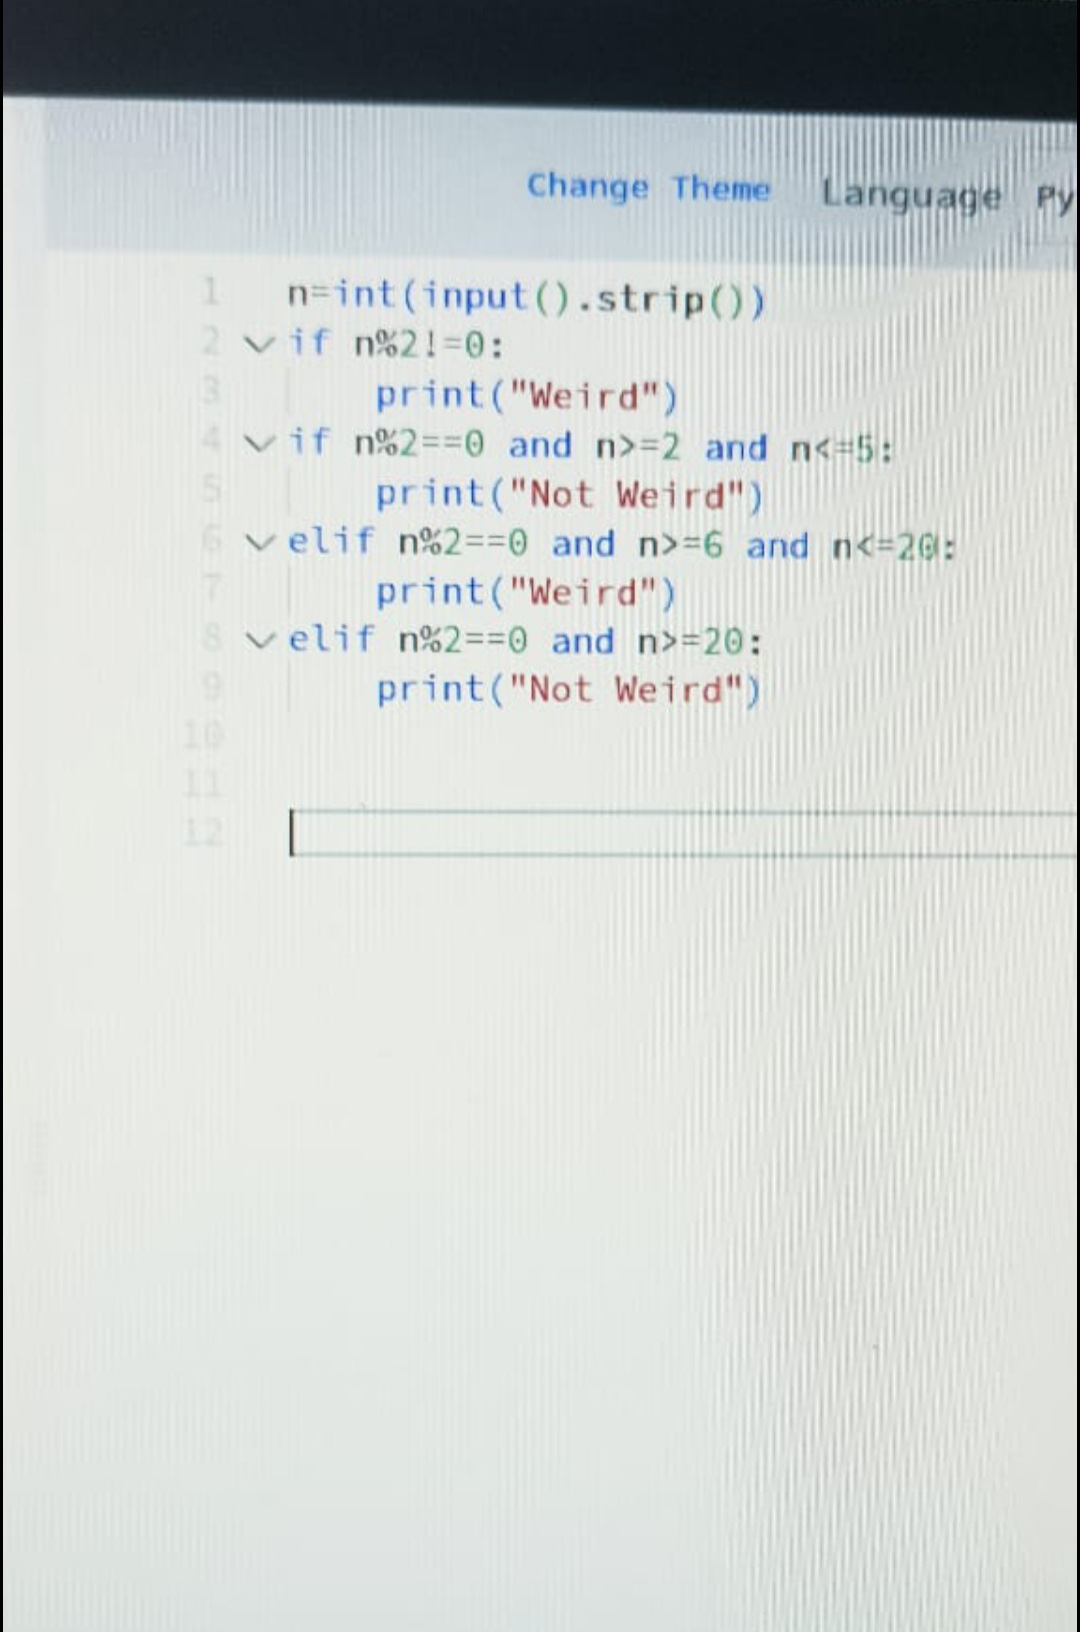 Change Theme Language Py
1 n=int(input().strip())
2 if n%2!=0:
3 print("Weird")
4 if n%2==0 and n>=2 and n<=5:
5 print("Not Weird")
6 elif n%2==0 and n>=6 and n<=20:
7 print("Weird")
8 elif n%2==0 and n>=20:
9 print("Not Weird")
10
11
12